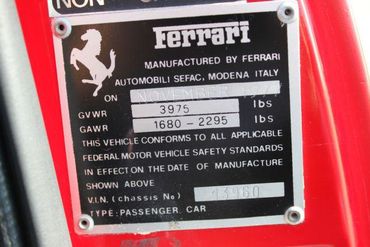 NON
Ferrari
MANUFACTURED BY FERRARI
AUTOMOBILI SEFAC, MODENA ITALY
ON NOVEMBER
GVWR 3975 lbs
GAWR 1680-2295 lbs
THIS VEHICLE CONFORMS TO ALL APPLICABLE
FEDERAL MOTOR VEHICLE SAFETY STANDARDS
IN EFFECT ON THE DATE OF MANUFACTURE
SHOWN ABOVE
V.I.N. (chassis No)
TYPE: PASSENGER CAR